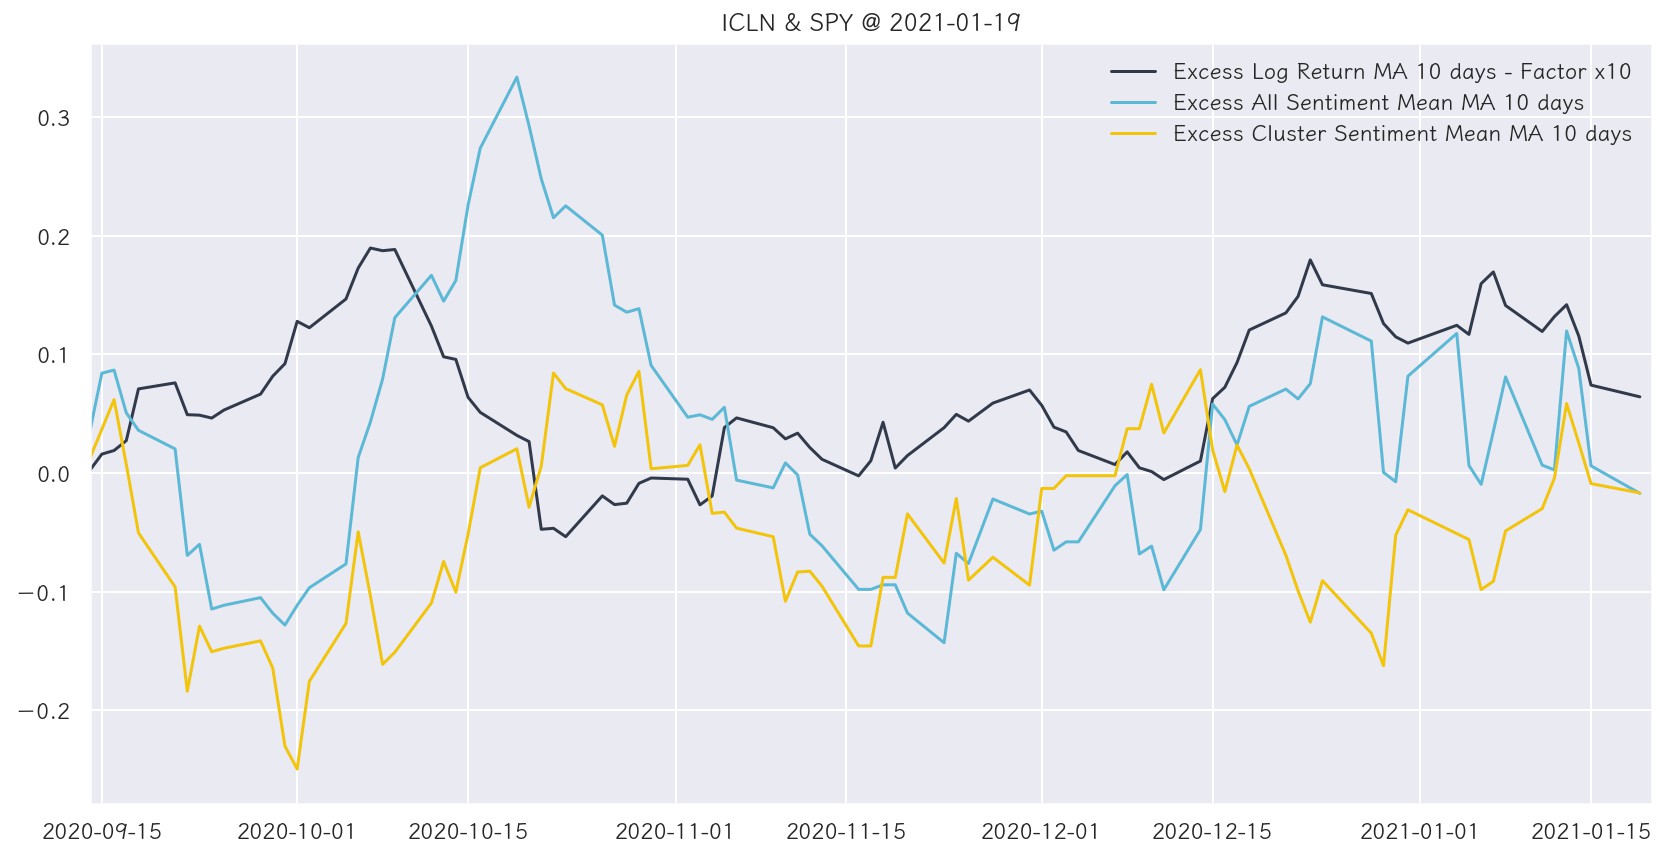 ICLN & SPY @ 2021-01-19
Excess Log Return MA 10 days - Factor x10
Excess All Sentiment Mean MA 10 days
Excess Cluster Sentiment Mean MA 10 days
0.3
0.2
0.1
0.0
−0.1
−0.2
2020-09-15 2020-10-01 2020-10-15 2020-11-01 2020-11-15 2020-12-01 2020-12-15 2021-01-01 2021-01-15